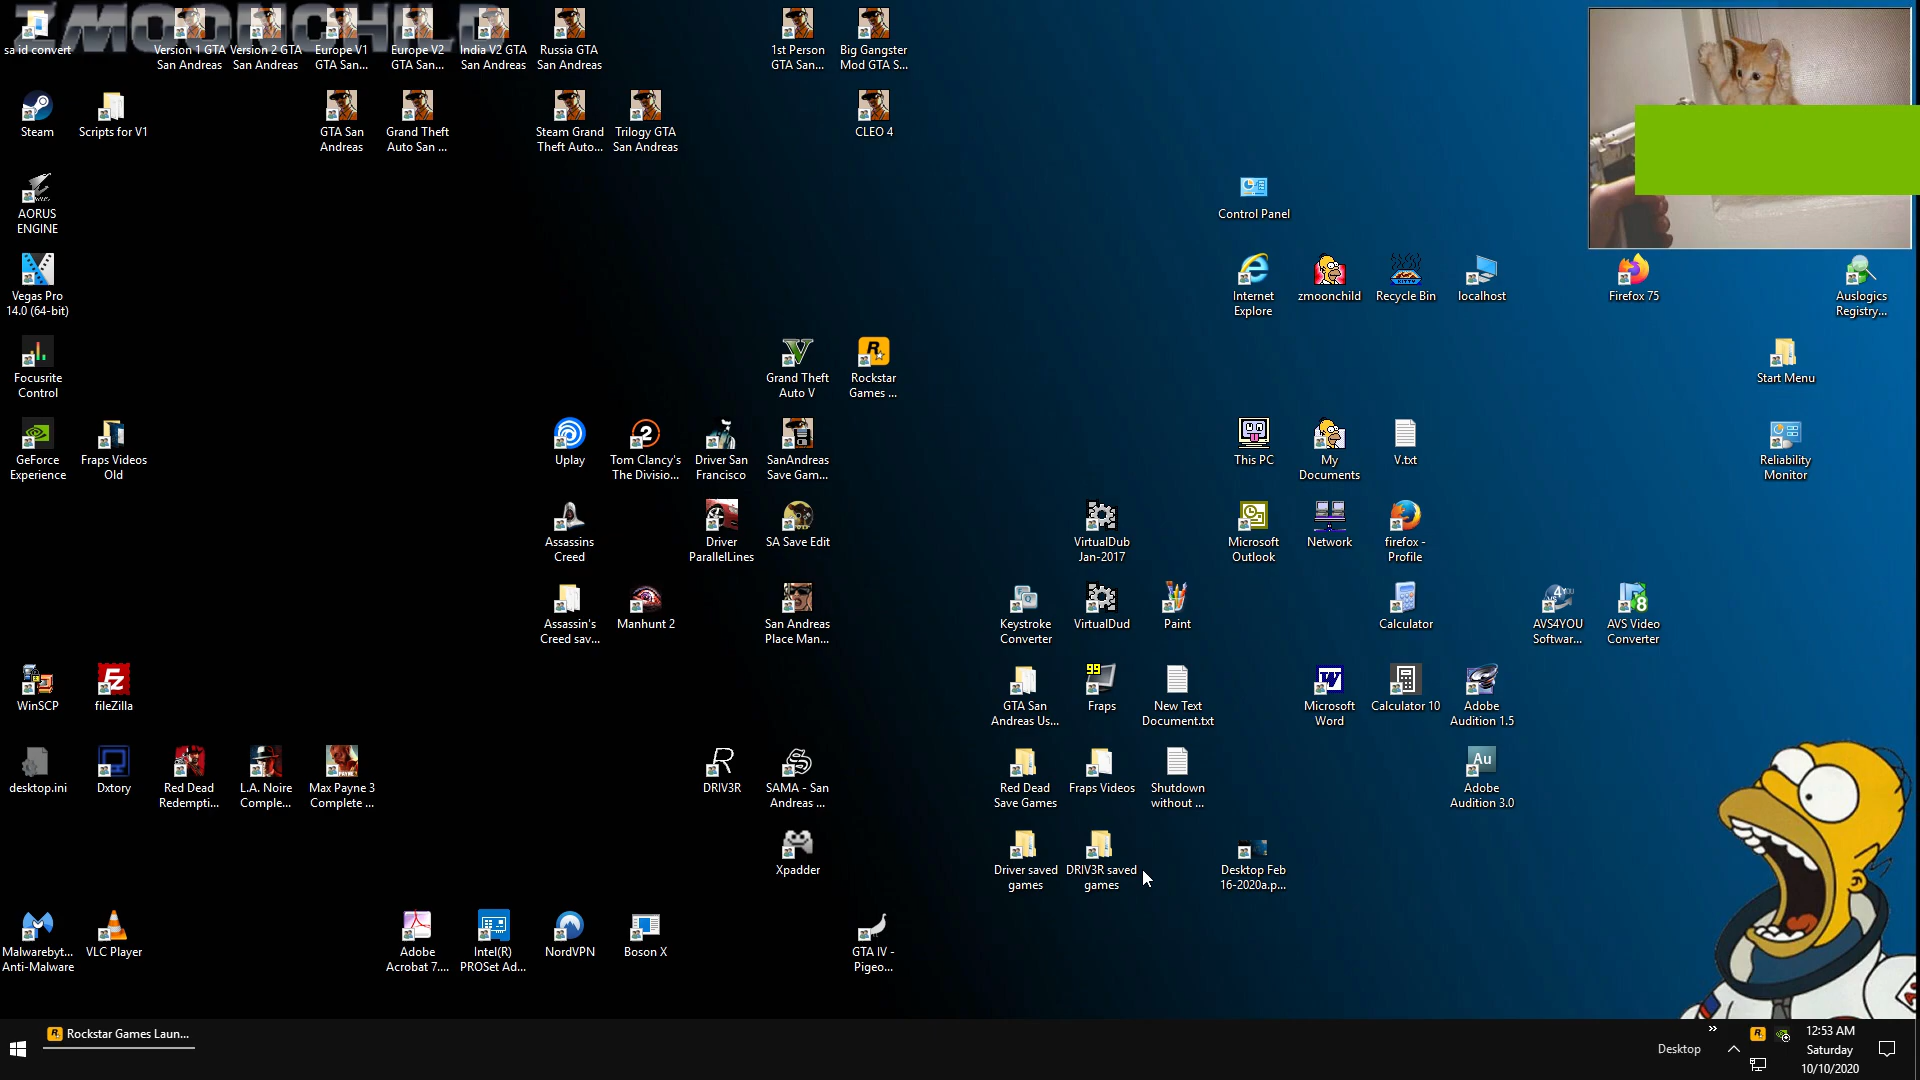 ZMOONCHILD
sa id convert
Version 1 GTA
San Andreas
Version 2 GTA
San Andreas
Europe V1
GTA San...
Europe V2
GTA San...
India V2 GTA
San Andreas
Russia GTA
San Andreas
1st Person
GTA San...
Big Gangster
Mod GTA S...
Steam
Scripts for V1
GTA San
Andreas
Grand Theft
Auto San ...
Steam Grand
Theft Auto...
Trilogy GTA
San Andreas
CLEO 4
AORUS
ENGINE
Control Panel
Vegas Pro
14.0 (64-bit)
Internet
Explore
zmoonchild
Recycle Bin
localhost
Firefox 75
Auslogics
Registry...
Focusrite
Control
Grand Theft
Auto V
Rockstar
Games ...
Start Menu
GeForce
Experience
Fraps Videos
Old
Uplay
Tom Clancy's
The Divisio...
Driver San
Francisco
SanAndreas
Save Gam...
This PC
My
Documents
V.txt
Reliability
Monitor
Assassins
Creed
Driver
ParallelLines
SA Save Edit
VirtualDub
Jan-2017
Microsoft
Outlook
Network
firefox -
Profile
Assassin's
Creed sav...
Manhunt 2
San Andreas
Place Man...
Keystroke
Converter
VirtualDud
Paint
Calculator
AVS4YOU
Softwar...
AVS Video
Converter
WinSCP
fileZilla
GTA San
Andreas Us...
99
Fraps
New Text
Document.txt
Microsoft
Word
Calculator 10
Adobe
Audition 1.5
desktop.ini
Dxtory
Red Dead
Redempti...
L.A. Noire
Comple...
Max Payne 3
Complete ...
DRIV3R
SAMA - San
Andreas ...
Red Dead
Save Games
Fraps Videos
Shutdown
without ...
Au
Adobe
Audition 3.0
Xpadder
Driver saved
games
DRIV3R saved
games
Desktop Feb
16-2020a.p...
Malwarebyt...
Anti-Malware
VLC Player
Adobe
Acrobat 7....
Intel(R)
PROSet Ad...
NordVPN
Boson X
GTA IV -
Pigeo...
Rockstar Games Laun...
Desktop
12:53 AM
Saturday
10/10/2020